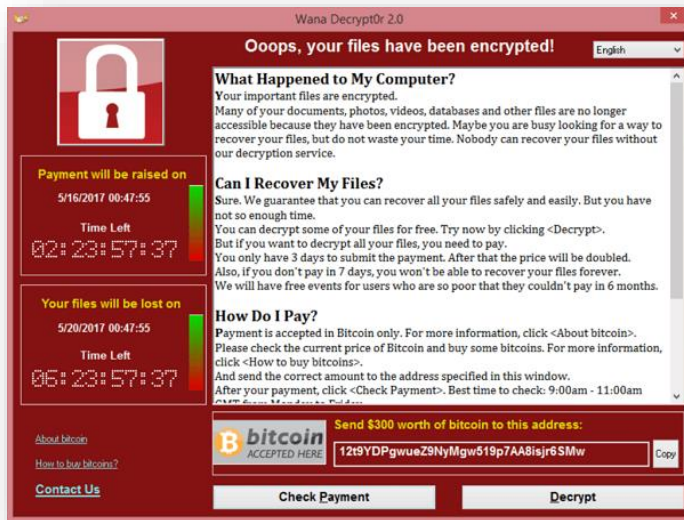 Wana Decrypt0r 2.0
Ooops, your files have been encrypted!
English
What Happened to My Computer?
Your important files are encrypted.
Many of your documents, photos, videos, databases and other files are no longer
accessible because they have been encrypted. Maybe you are busy looking for a way to
recover your files, but do not waste your time. Nobody can recover your files without
our decryption service.
Can I Recover My Files?
Sure. We guarantee that you can recover all your files safely and easily. But you have
not so enough time.
You can decrypt some of your files for free. Try now by clicking <Decrypt>.
But if you want to decrypt all your files, you need to pay.
You only have 3 days to submit the payment. After that the price will be doubled.
Also, if you don't pay in 7 days, you won't be able to recover your files forever.
We will have free events for users who are so poor that they couldn't pay in 6 months.
How Do I Pay?
Payment is accepted in Bitcoin only. For more information, click <About bitcoin>.
Please check the current price of Bitcoin and buy some bitcoins. For more information,
click <How to buy bitcoins>.
And send the correct amount to the address specified in this window.
After your payment, click <Check Payment>. Best time to check: 9:00am - 11:00am
GMT from Monday to Friday
Payment will be raised on
5/16/2017 00:47:55
Time Left
02:23:57:37
Your files will be lost on
5/20/2017 00:47:55
Time Left
06:23:57:37
About bitcoin
How to buy bitcoins?
Contact Us
bitcoin
ACCEPTED HERE
Send $300 worth of bitcoin to this address:
12t9YDPgwueZ9NyMgw519p7AA8isjr6SMw
Copy
Check Payment
Decrypt